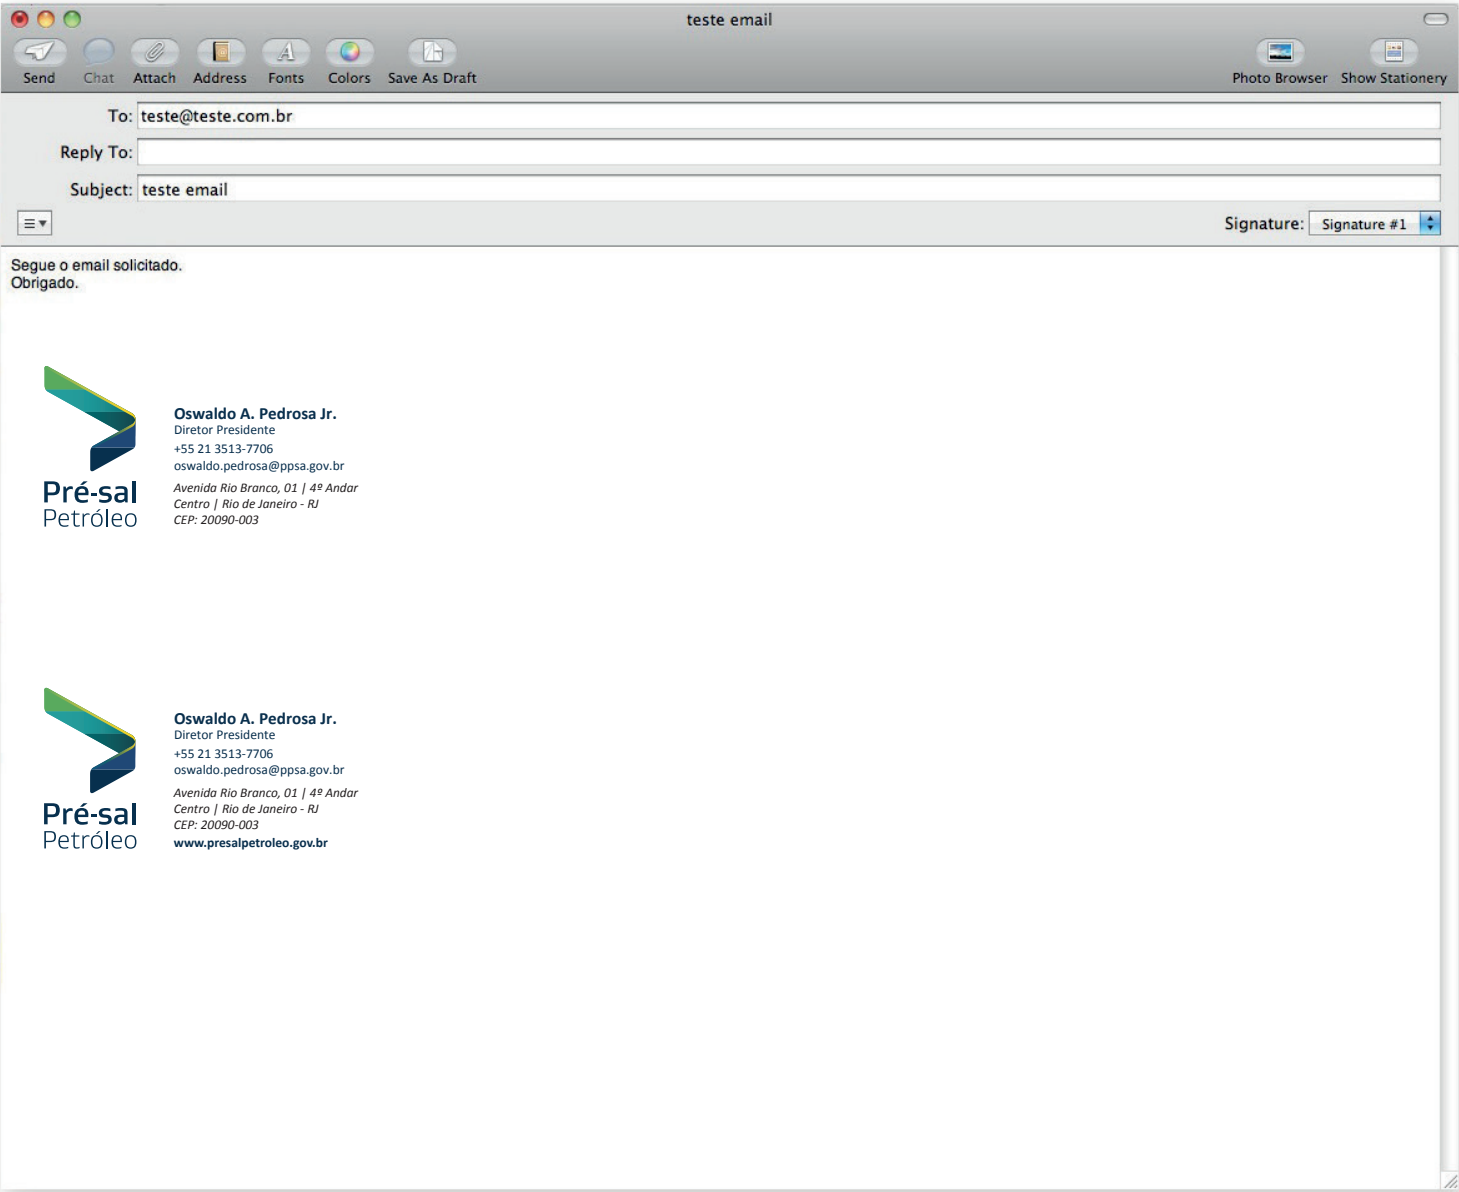 teste email
Send Chat Attach Address Fonts Colors Save As Draft Photo Browser Show Stationery
To: teste@teste.com.br
Reply To:
Subject: teste email
Signature: Signature #1
Segue o email solicitado.
Obrigado.
Pré-sal
Petróleo
Oswaldo A. Pedrosa Jr.
Diretor Presidente
+55 21 3513-7706
oswaldo.pedrosa@ppsa.gov.br
Avenida Rio Branco, 01 | 4º Andar
Centro | Rio de Janeiro - RJ
CEP: 20090-003
Pré-sal
Petróleo
Oswaldo A. Pedrosa Jr.
Diretor Presidente
+55 21 3513-7706
oswaldo.pedrosa@ppsa.gov.br
Avenida Rio Branco, 01 | 4º Andar
Centro | Rio de Janeiro - RJ
CEP: 20090-003
www.presalpetroleo.gov.br